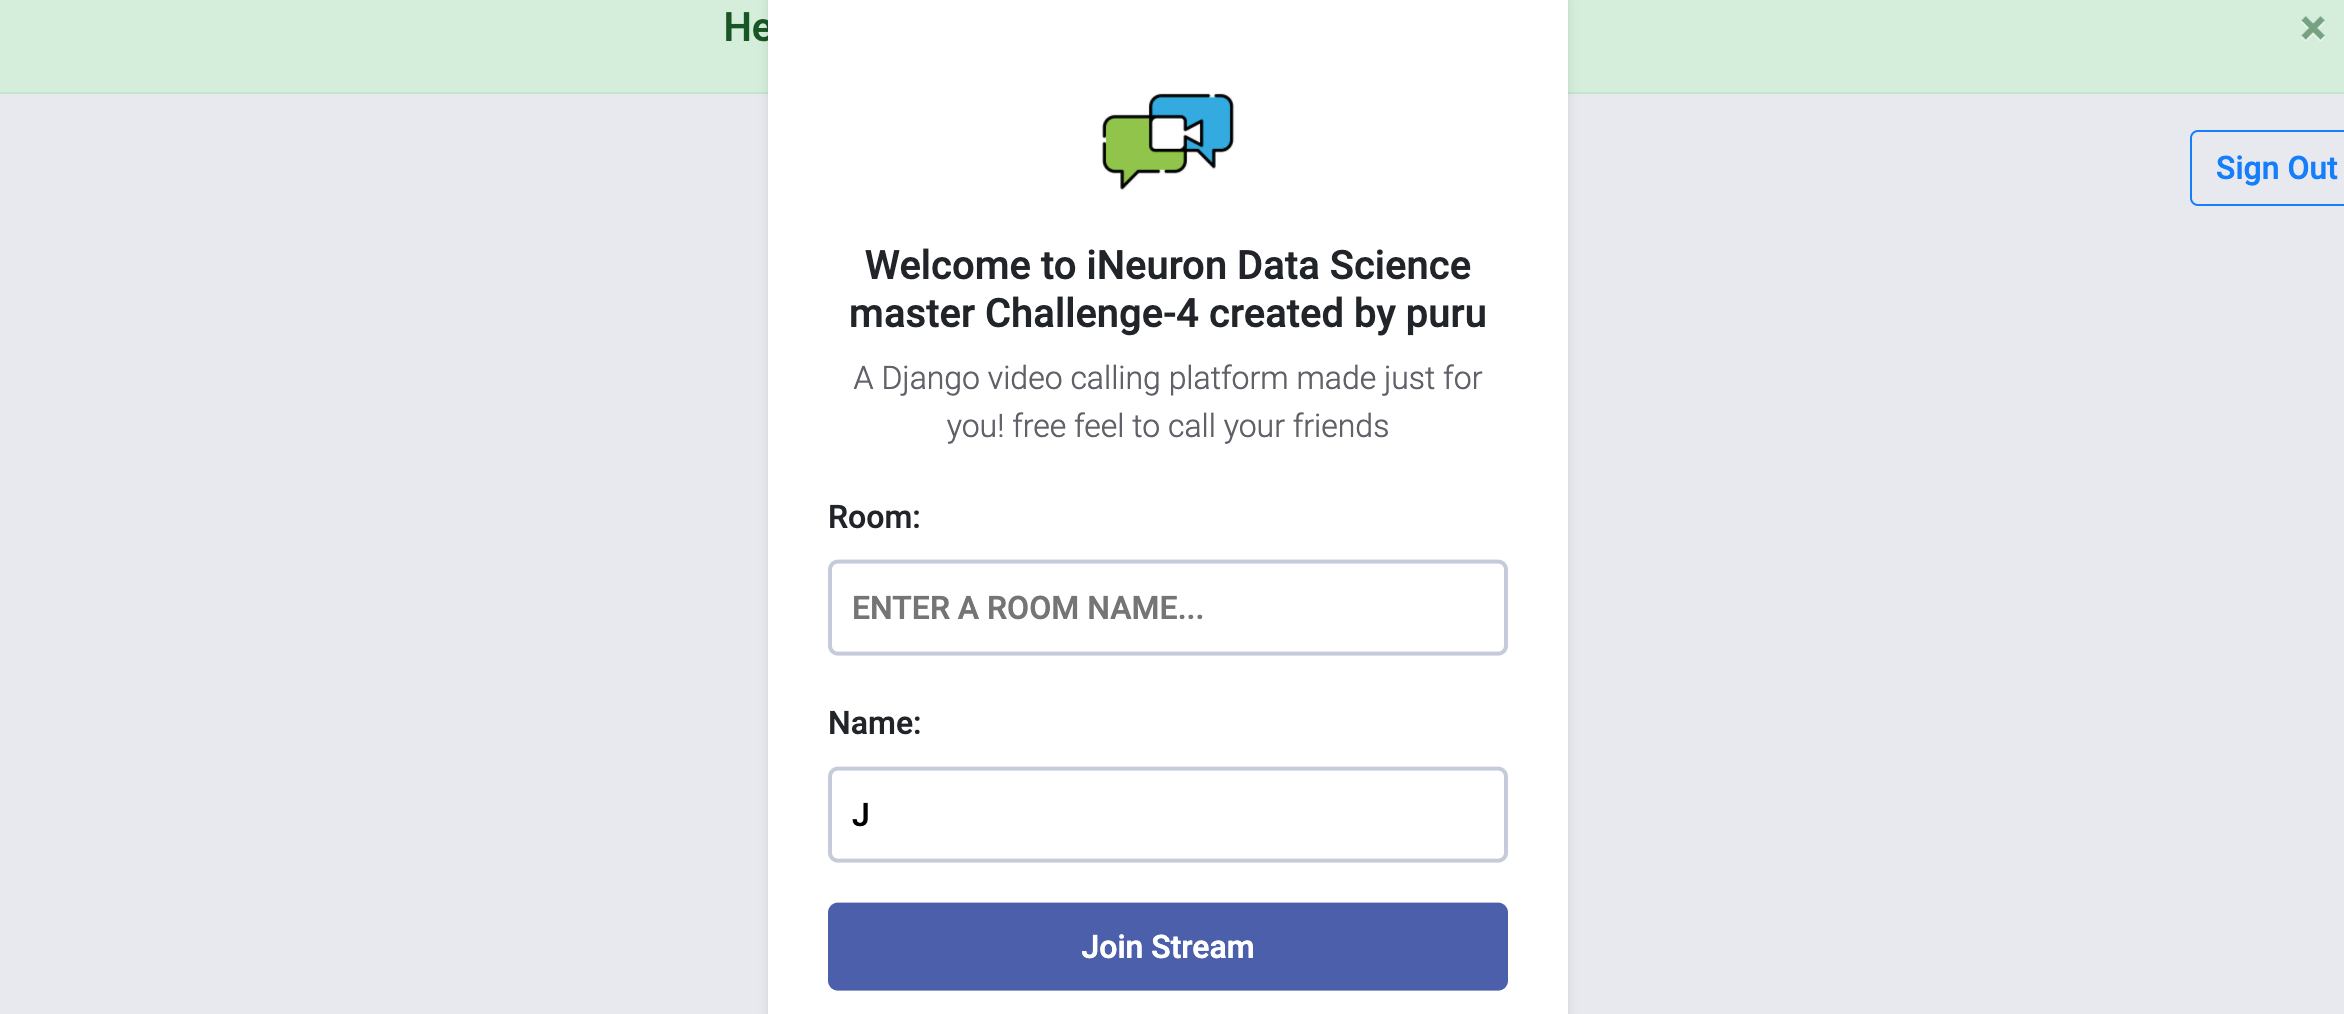 He
×
Sign Out
Welcome to iNeuron Data Science
master Challenge-4 created by puru
A Django video calling platform made just for
you! free feel to call your friends
Room:
ENTER A ROOM NAME...
Name:
J
Join Stream